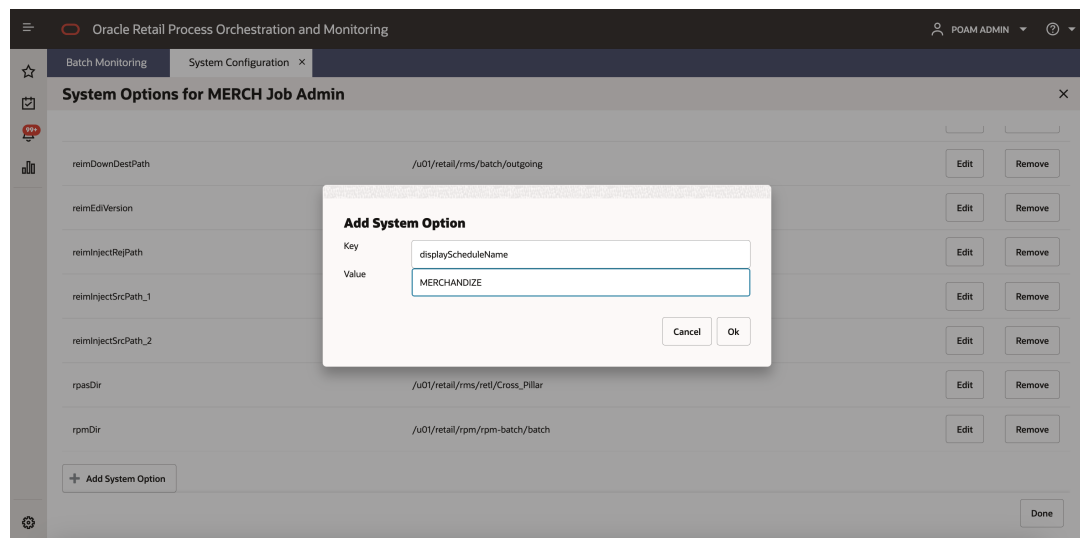 Oracle Retail Process Orchestration and Monitoring
POAM ADMIN
Batch Monitoring System Configuration ×
System Options for MERCH Job Admin
99+
reimDownDestPath /u01/retail/rms/batch/outgoing Edit Remove
reimEdiVersion Edit Remove
reimInjectRejPath Edit Remove
reimInjectSrcPath_1 Edit Remove
reimInjectSrcPath_2 Edit Remove
rpasDir /u01/retail/rms/retl/Cross_Pillar Edit Remove
rpmDir /u01/retail/rpm/rpm-batch/batch Edit Remove
Add System Option
Key displayScheduleName
Value MERCHANDIZE
Cancel Ok
+ Add System Option
Done